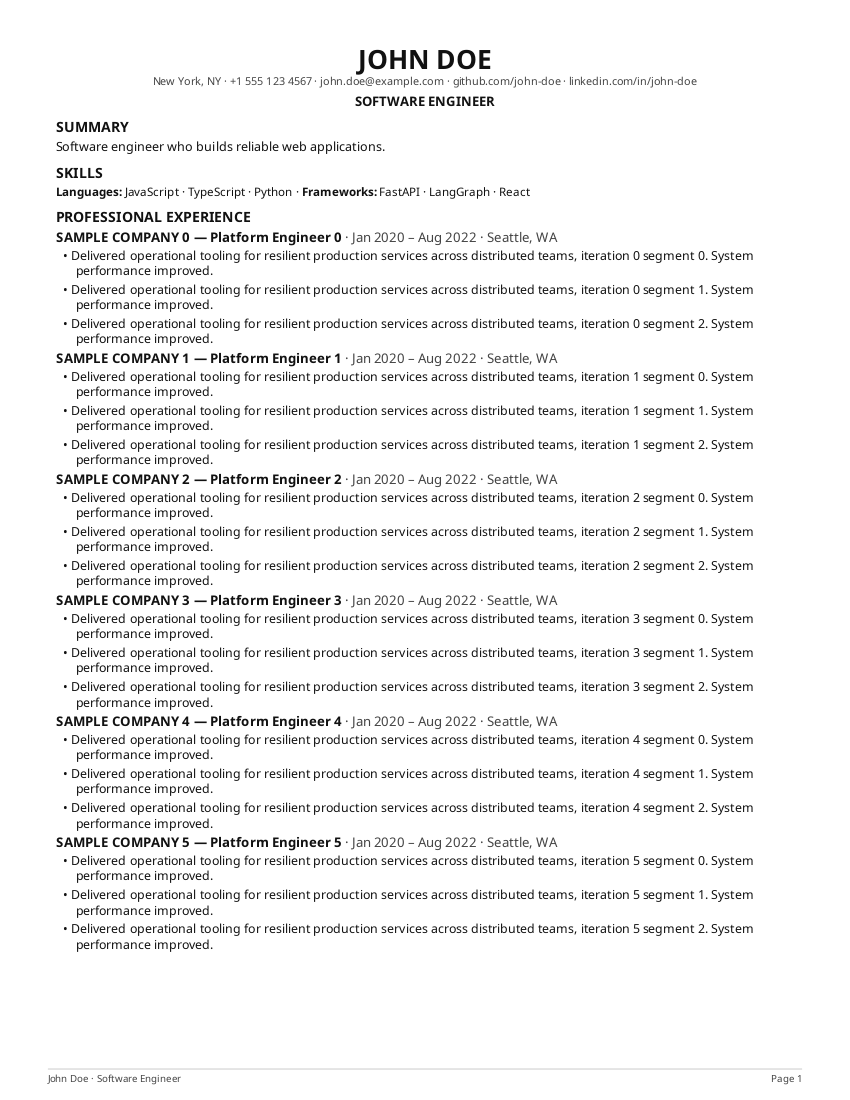 JOHN DOE
New York, NY · +1 555 123 4567 · john.doe@example.com · github.com/john-doe · linkedin.com/in/john-doe
SOFTWARE ENGINEER
SUMMARY
Software engineer who builds reliable web applications.
SKILLS
Languages: JavaScript · TypeScript · Python · Frameworks: FastAPI · LangGraph · React
PROFESSIONAL EXPERIENCE
SAMPLE COMPANY 0 — Platform Engineer 0 · Jan 2020 – Aug 2022 · Seattle, WA
• Delivered operational tooling for resilient production services across distributed teams, iteration 0 segment 0. System
performance improved.
• Delivered operational tooling for resilient production services across distributed teams, iteration 0 segment 1. System
performance improved.
• Delivered operational tooling for resilient production services across distributed teams, iteration 0 segment 2. System
performance improved.
SAMPLE COMPANY 1 — Platform Engineer 1 · Jan 2020 – Aug 2022 · Seattle, WA
• Delivered operational tooling for resilient production services across distributed teams, iteration 1 segment 0. System
performance improved.
• Delivered operational tooling for resilient production services across distributed teams, iteration 1 segment 1. System
performance improved.
• Delivered operational tooling for resilient production services across distributed teams, iteration 1 segment 2. System
performance improved.
SAMPLE COMPANY 2 — Platform Engineer 2 · Jan 2020 – Aug 2022 · Seattle, WA
• Delivered operational tooling for resilient production services across distributed teams, iteration 2 segment 0. System
performance improved.
• Delivered operational tooling for resilient production services across distributed teams, iteration 2 segment 1. System
performance improved.
• Delivered operational tooling for resilient production services across distributed teams, iteration 2 segment 2. System
performance improved.
SAMPLE COMPANY 3 — Platform Engineer 3 · Jan 2020 – Aug 2022 · Seattle, WA
• Delivered operational tooling for resilient production services across distributed teams, iteration 3 segment 0. System
performance improved.
• Delivered operational tooling for resilient production services across distributed teams, iteration 3 segment 1. System
performance improved.
• Delivered operational tooling for resilient production services across distributed teams, iteration 3 segment 2. System
performance improved.
SAMPLE COMPANY 4 — Platform Engineer 4 · Jan 2020 – Aug 2022 · Seattle, WA
• Delivered operational tooling for resilient production services across distributed teams, iteration 4 segment 0. System
performance improved.
• Delivered operational tooling for resilient production services across distributed teams, iteration 4 segment 1. System
performance improved.
• Delivered operational tooling for resilient production services across distributed teams, iteration 4 segment 2. System
performance improved.
SAMPLE COMPANY 5 — Platform Engineer 5 · Jan 2020 – Aug 2022 · Seattle, WA
• Delivered operational tooling for resilient production services across distributed teams, iteration 5 segment 0. System
performance improved.
• Delivered operational tooling for resilient production services across distributed teams, iteration 5 segment 1. System
performance improved.
• Delivered operational tooling for resilient production services across distributed teams, iteration 5 segment 2. System
performance improved.
John Doe · Software Engineer
Page 1